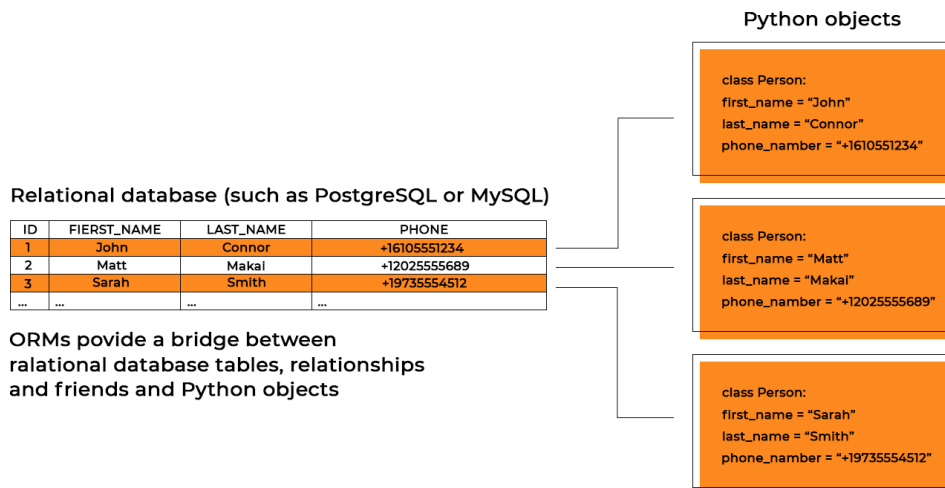 Python objects
class Person:
first_name = “John”
last_name = “Connor”
phone_namber = “+1610551234”
Relational database (such as PostgreSQL or MySQL)
ID FIERST_NAME LAST_NAME PHONE
1 John Connor +16105551234
2 Matt Makai +12025555689
3 Sarah Smith +19735554512
... ... ... ...
class Person:
first_name = “Matt”
last_name = “Makai”
phone_namber = “+12025555689”
ORMs povide a bridge between
ralational database tables, relationships
and friends and Python objects
class Person:
first_name = “Sarah”
last_name = “Smith”
phone_namber = “+19735554512”